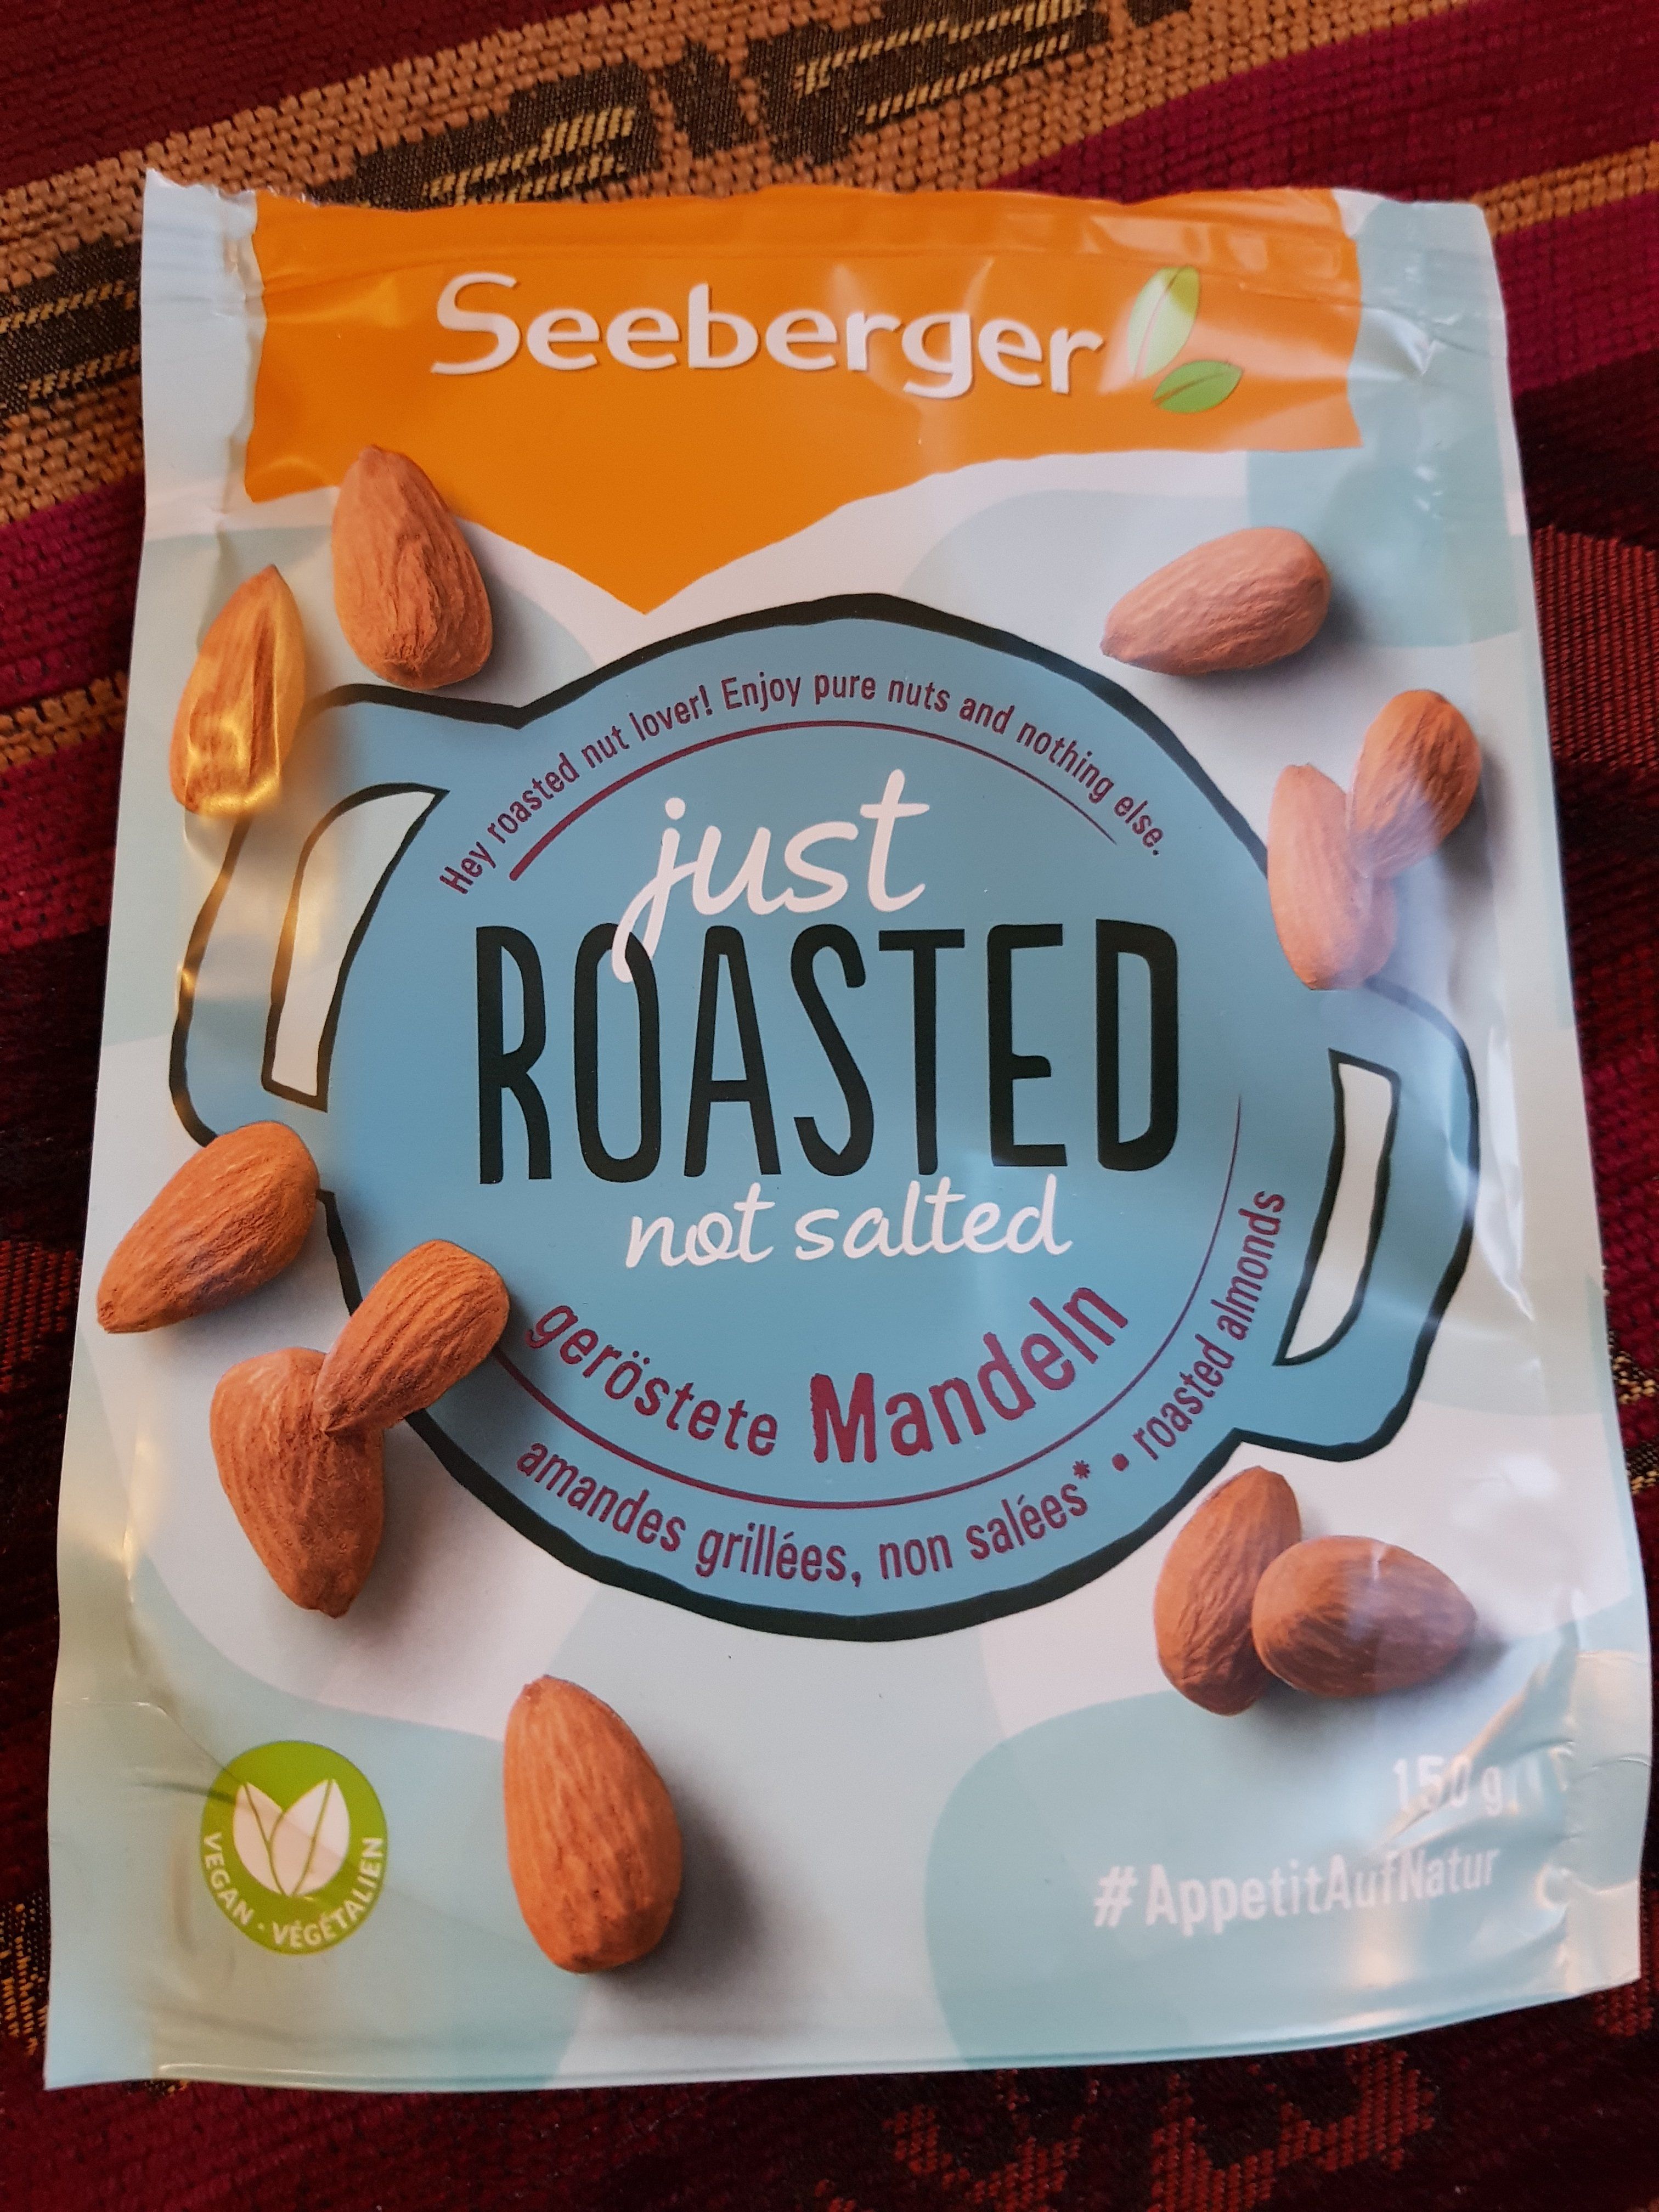 Seeberger
Hey roasted nut lover! Enjoy pure nuts and nothing else.
just
ROASTED
not salted
geröstete Mandeln
amandes grillées, non salées* • roasted almonds
150 g
#AppetitAufNatur
VEGAN · VÉGÉTALIEN